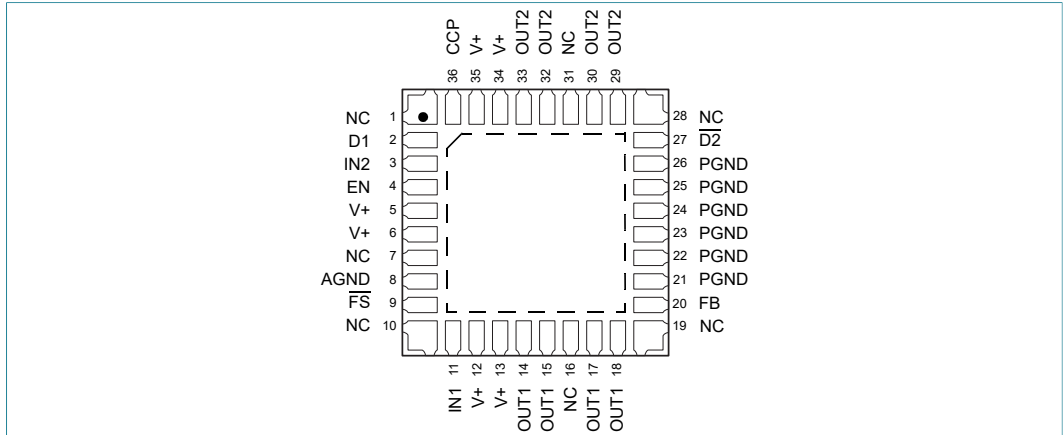 CCP
V+
V+
OUT2
OUT2
NC
OUT2
OUT2
36
35
34
33
32
31
30
29
NC 1
D1 2
IN2 3
EN 4
V+ 5
V+ 6
NC 7
AGND 8
F̅S̅ 9
NC 10
28 NC
27 D̅2̅
26 PGND
25 PGND
24 PGND
23 PGND
22 PGND
21 PGND
20 FB
19 NC
11
12
13
14
15
16
17
18
IN1
V+
V+
OUT1
OUT1
NC
OUT1
OUT1